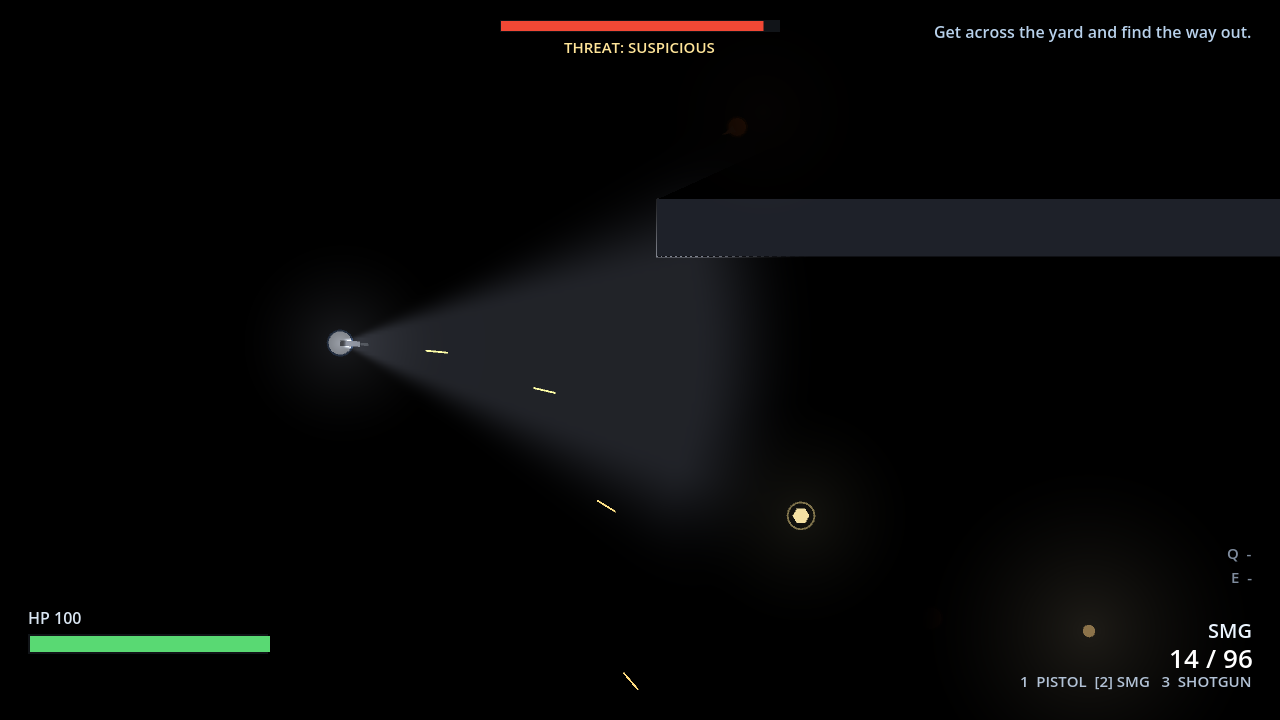 THREAT: SUSPICIOUS
Get across the yard and find the way out.
HP 100
Q -
E -
SMG
14 / 96
1 PISTOL [2] SMG 3 SHOTGUN